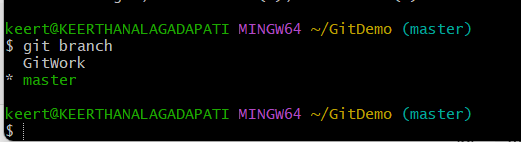 keert@KEERTHANALAGADAPATI MINGW64 ~/GitDemo (master)
$ git branch
  GitWork
* master

keert@KEERTHANALAGADAPATI MINGW64 ~/GitDemo (master)
$